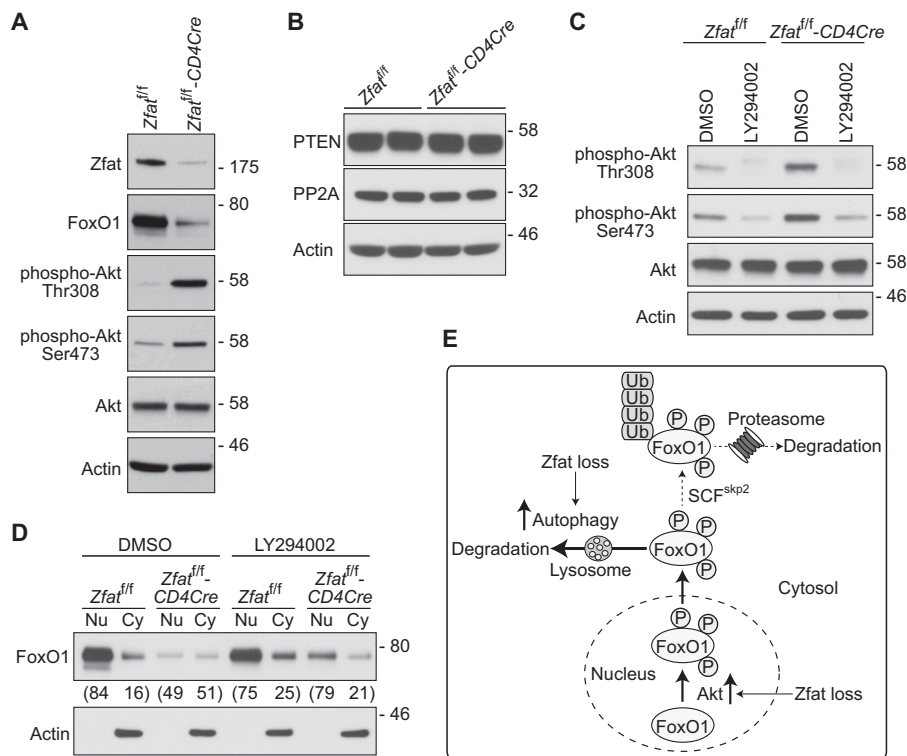 A
Zfat^f/f
Zfat^f/f-CD4Cre
Zfat
- 175
80
FoxO1
phospho-Akt
Thr308
- 58
phospho-Akt
Ser473
- 58
Akt
- 58
46
Actin
B
Zfat^f/f
Zfat^f/f-CD4Cre
PTEN
- 58
PP2A
- 32
- 46
Actin
C
Zfat^f/f
Zfat^f/f-CD4Cre
DMSO
LY294002
DMSO
LY294002
phospho-Akt
Thr308
- 58
phospho-Akt
Ser473
- 58
Akt
- 58
- 46
Actin
D
DMSO
LY294002
Zfat^f/f
Zfat^f/f-
CD4Cre
Zfat^f/f
Zfat^f/f-
CD4Cre
Nu Cy Nu Cy Nu Cy Nu Cy
FoxO1
- 80
(84 16) (49 51) (75 25) (79 21)
- 46
Actin
E
Ub
Ub
Ub
Ub
P P
FoxO1
P
Proteasome
Degradation
Zfat loss
SCF^skp2
Autophagy
P P
Degradation
FoxO1
P
Lysosome
Cytosol
P P
FoxO1
P
Nucleus
Akt
Zfat loss
FoxO1